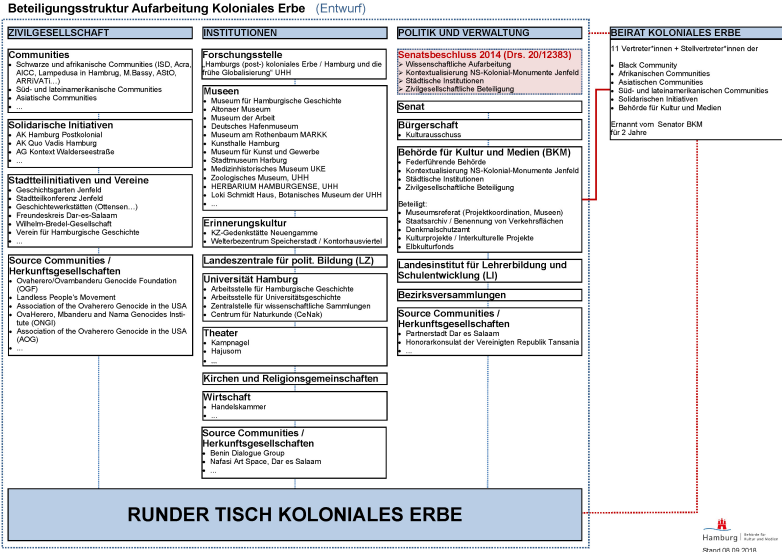 Beteiligungsstruktur Aufarbeitung Koloniales Erbe (Entwurf)
ZIVILGESELLSCHAFT
Communities
• Schwarze und afrikanische Communities (ISD, Acra,
AICC, Lampedusa in Hamburg, M.Bassy, AStO,
ARRiVATi…)
• Süd- und lateinamerikanische Communities
• Asiatische Communities
• ...
Solidarische Initiativen
• AK Hamburg Postkolonial
• AK Quo Vadis Hamburg
• AG Kontext Walderseestraße
• ...
Stadtteilinitiativen und Vereine
• Geschichtsgarten Jenfeld
• Stadtteilkonferenz Jenfeld
• Geschichtswerkstätten (Ottensen…)
• Freundeskreis Dar-es-Salaam
• Wilhelm-Bredel-Gesellschaft
• Verein für Hamburgische Geschichte
• ...
Source Communities /
Herkunftsgesellschaften
• Ovaherero/Ovambanderu Genocide Foundation
(OGF)
• Landless People's Movement
• Association of the Ovaherero Genocide in the USA
• OvaHerero, Mbanderu and Nama Genocides Insti-
tute (ONGI)
• Association of the Ovaherero Genocide in the USA
(AOG)
• ...
INSTITUTIONEN
Forschungsstelle
„Hamburgs (post-) koloniales Erbe / Hamburg und die
frühe Globalisierung" UHH
Museen
• Museum für Hamburgische Geschichte
• Altonaer Museum
• Museum der Arbeit
• Deutsches Hafenmuseum
• Museum am Rothenbaum MARKK
• Kunsthalle Hamburg
• Museum für Kunst und Gewerbe
• Stadtmuseum Harburg
• Medizinhistorisches Museum UKE
• Zoologisches Museum, UHH
• HERBARIUM HAMBURGENSE, UHH
• Loki Schmidt Haus, Botanisches Museum der UHH
• ...
Erinnerungskultur
• KZ-Gedenkstätte Neuengamme
• Welterbezentrum Speicherstadt / Kontorhausviertel
Landeszentrale für polit. Bildung (LZ)
Universität Hamburg
• Arbeitsstelle für Hamburgische Geschichte
• Arbeitsstelle für Universitätsgeschichte
• Zentralstelle für wissenschaftliche Sammlungen
• Centrum für Naturkunde (CeNak)
Theater
• Kampnagel
• Hajusom
• ...
Kirchen und Religionsgemeinschaften
Wirtschaft
• Handelskammer
• ...
Source Communities /
Herkunftsgesellschaften
• Benin Dialogue Group
• Nafasi Art Space, Dar es Salaam
• ...
POLITIK UND VERWALTUNG
Senatsbeschluss 2014 (Drs. 20/12383)
➢ Wissenschaftliche Aufarbeitung
➢ Kontextualisierung NS-Kolonial-Monumente Jenfeld
➢ Städtische Institutionen
➢ Zivilgesellschaftliche Beteiligung
Senat
Bürgerschaft
• Kulturausschuss
Behörde für Kultur und Medien (BKM)
• Federführende Behörde
• Kontextualisierung NS-Kolonial-Monumente Jenfeld
• Städtische Institutionen
• Zivilgesellschaftliche Beteiligung
Beteiligt:
• Museumsreferat (Projektkoordination, Museen)
• Staatsarchiv / Benennung von Verkehrsflächen
• Denkmalschutzamt
• Kulturprojekte / Interkulturelle Projekte
• Elbkulturfonds
Landesinstitut für Lehrerbildung und
Schulentwicklung (LI)
Bezirksversammlungen
Source Communities /
Herkunftsgesellschaften
• Partnerstadt Dar es Salaam
• Honorarkonsulat der Vereinigten Republik Tansania
• ...
BEIRAT KOLONIALES ERBE
11 Vertreter*innen + Stellvertreter*innen der
• Black Community
• Afrikanischen Communities
• Asiatischen Communities
• Süd- und lateinamerikanischen Communities
• Solidarischen Initiativen
• Behörde für Kultur und Medien
Ernannt vom Senator BKM
für 2 Jahre
RUNDER TISCH KOLONIALES ERBE
Hamburg | Behörde für
Kultur und Medien
Stand 08.09.2018